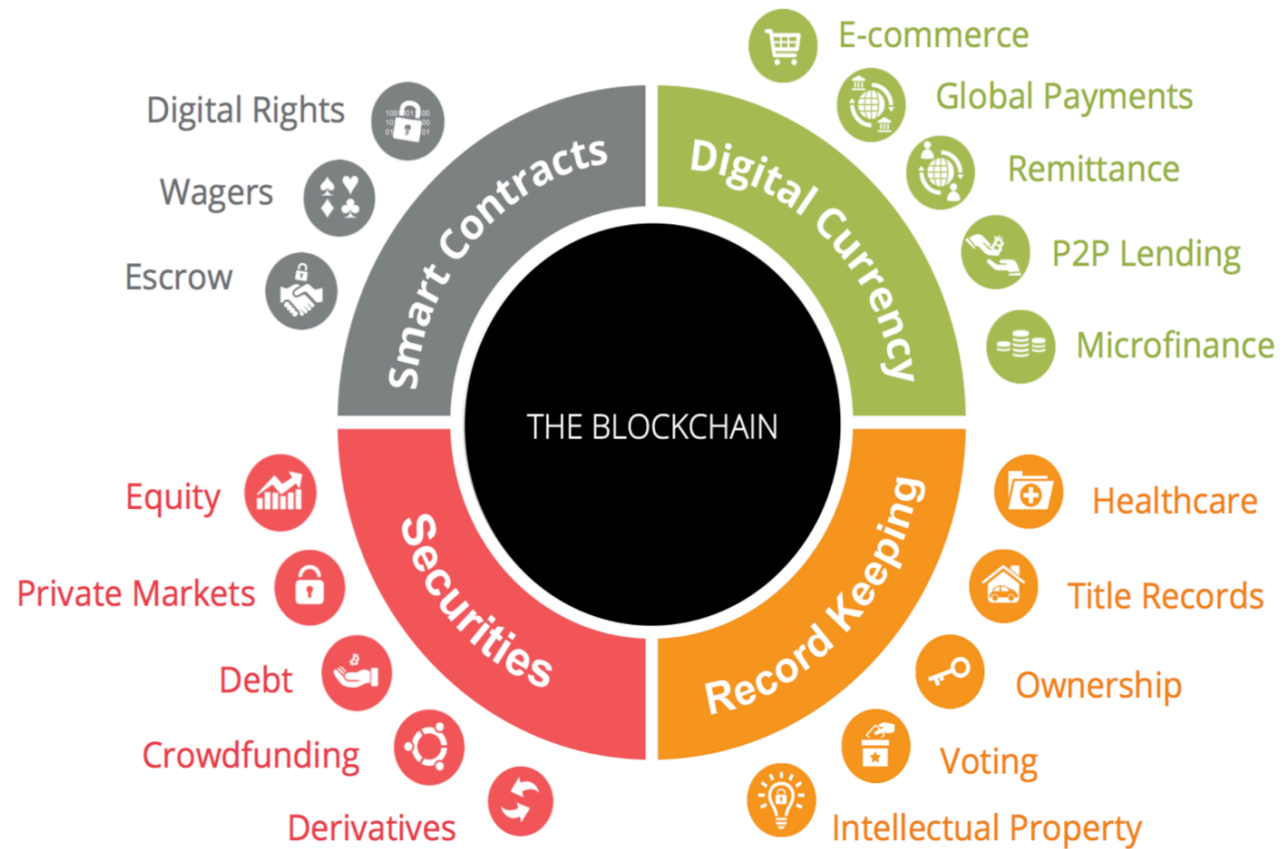 E-commerce
Global Payments
Remittance
P2P Lending
Microfinance
Digital Currency
Digital Rights
Wagers
Escrow
Smart Contracts
THE BLOCKCHAIN
Equity
Private Markets
Debt
Crowdfunding
Derivatives
Securities
Record Keeping
Healthcare
Title Records
Ownership
Voting
Intellectual Property